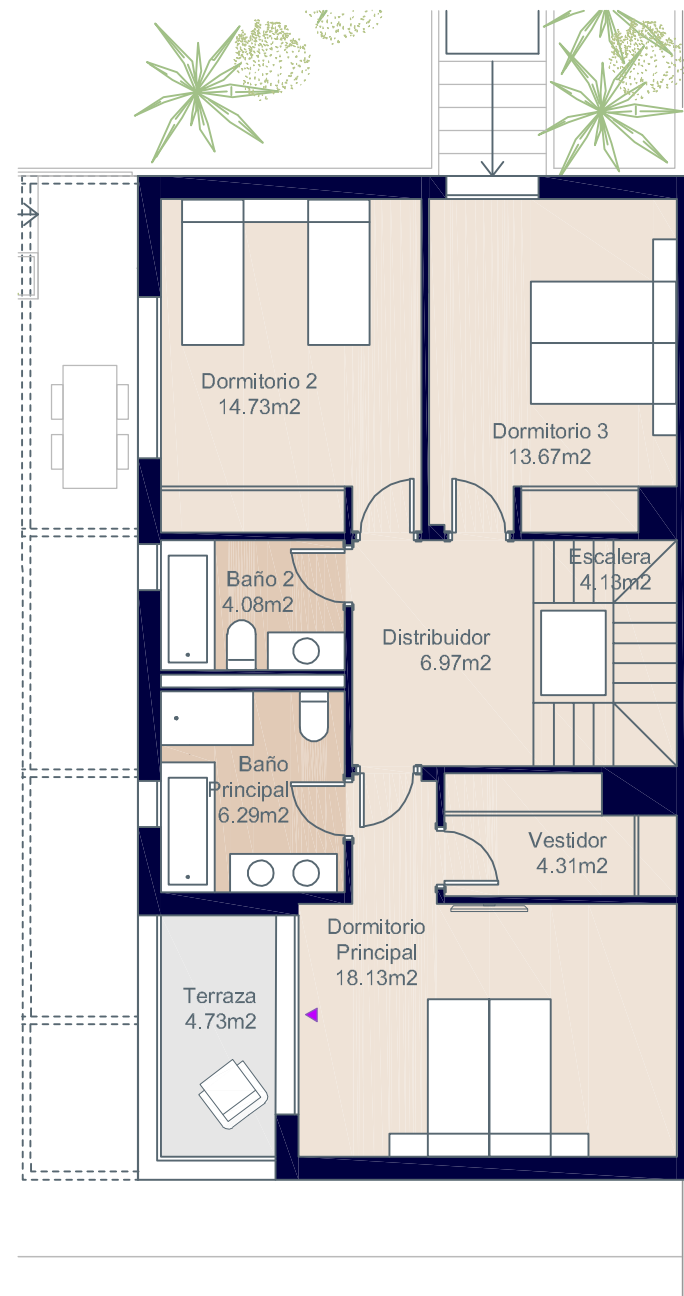 Dormitorio 2
14.73m2
Dormitorio 3
13.67m2
Escalera
4.13m2
Baño 2
4.08m2
Distribuidor
6.97m2
Baño
Principal
6.29m2
Vestidor
4.31m2
Dormitorio
Principal
18.13m2
Terraza
4.73m2